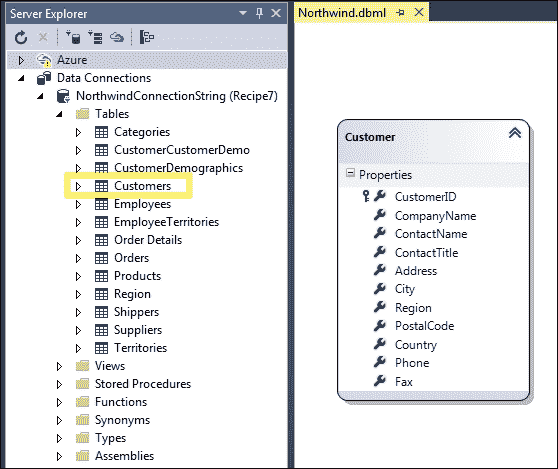 Server Explorer
Azure
Data Connections
NorthwindConnectionString (Recipe7)
Tables
Categories
CustomerCustomerDemo
CustomerDemographics
Customers
Employees
EmployeeTerritories
Order Details
Orders
Products
Region
Shippers
Suppliers
Territories
Views
Stored Procedures
Functions
Synonyms
Types
Assemblies
Northwind.dbml
Customer
Properties
CustomerID
CompanyName
ContactName
ContactTitle
Address
City
Region
PostalCode
Country
Phone
Fax